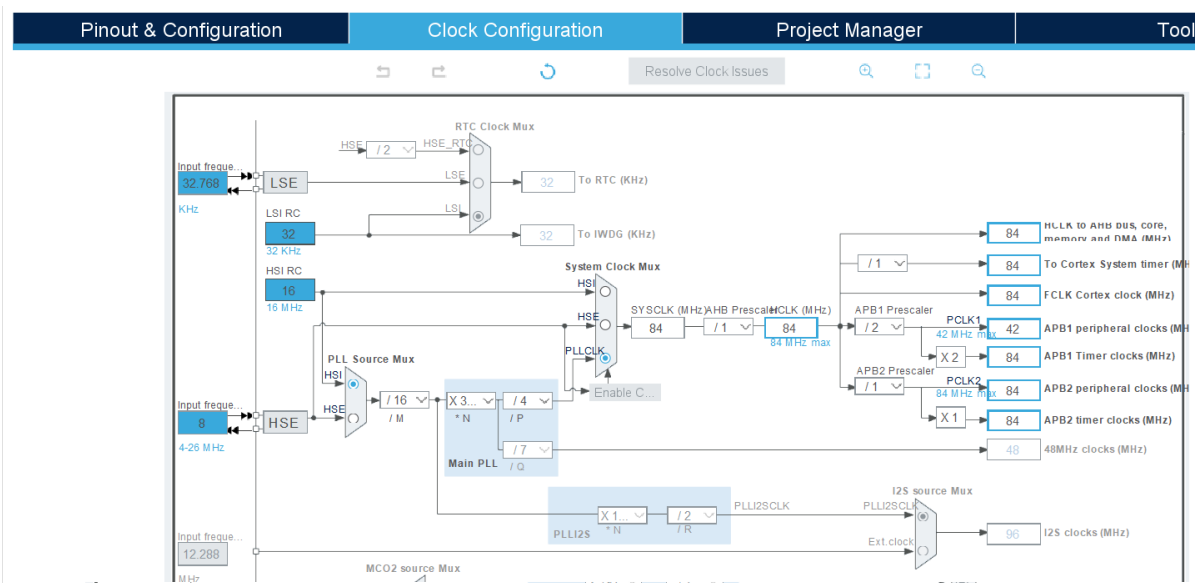 Pinout & Configuration
Clock Configuration
Project Manager
Tool
Resolve Clock Issues
RTC Clock Mux
HSE
/ 2
HSE_RTC
Input freque...
32.768
KHz
LSE
LSE
32
To RTC (KHz)
LSI RC
32
32 KHz
LSI
32
To IWDG (KHz)
HSI RC
16
16 MHz
System Clock Mux
HSI
HSE
PLLCLK
SYSCLK (MHz)
84
AHB Prescaler
/ 1
HCLK (MHz)
84
84 MHz max
84
HCLK to AHB bus, core,
memory and DMA (MHz)
/ 1
84
To Cortex System timer (MH
84
FCLK Cortex clock (MHz)
APB1 Prescaler
/ 2
PCLK1
42 MHz max
42
APB1 peripheral clocks (MH
X 2
84
APB1 Timer clocks (MHz)
APB2 Prescaler
/ 1
PCLK2
84 MHz max
84
APB2 peripheral clocks (MH
X 1
84
APB2 timer clocks (MHz)
PLL Source Mux
HSI
HSE
Input freque...
8
4-26 MHz
HSE
/ 16
/ M
X 3...
* N
/ 4
/ P
Enable C...
/ 7
/ Q
Main PLL
48
48MHz clocks (MHz)
X 1...
* N
/ 2
/ R
PLLI2S
PLLI2SCLK
I2S source Mux
PLLI2SCLK
Ext.clock
96
I2S clocks (MHz)
Input freque...
12.288
MHz
MCO2 source Mux